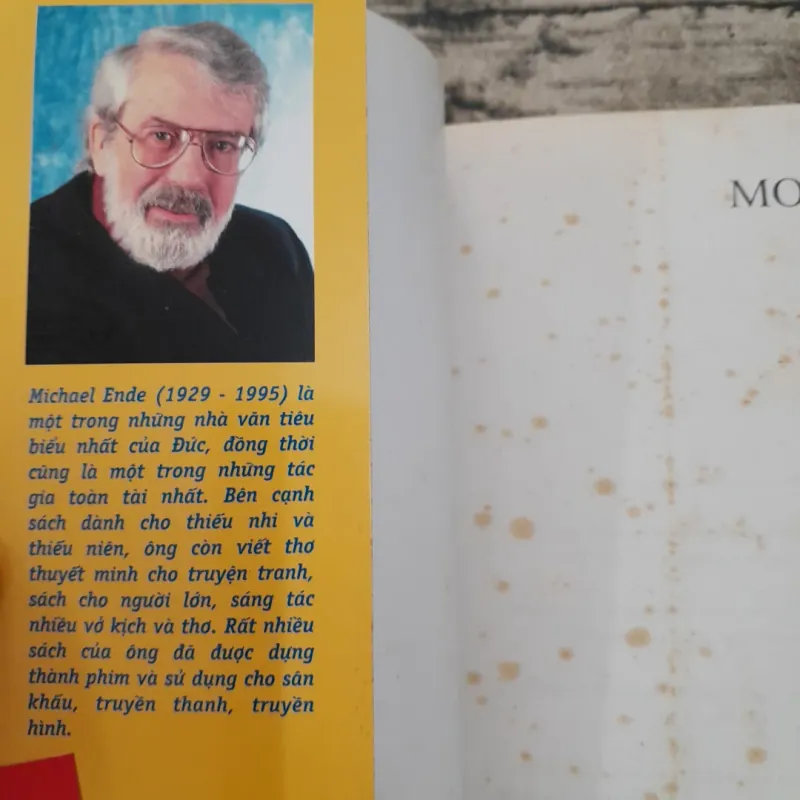 Michael Ende (1929 - 1995) là
một trong những nhà văn tiêu
biểu nhất của Đức, đồng thời
cũng là một trong những tác
gia toàn tài nhất. Bên cạnh
sách dành cho thiếu nhi và
thiếu niên, ông còn viết thơ
thuyết minh cho truyện tranh,
sách cho người lớn, sáng tác
nhiều vở kịch và thơ. Rất nhiều
sách của ông đã được dựng
thành phim và sử dụng cho sân
khấu, truyền thanh, truyền
hình.
MO